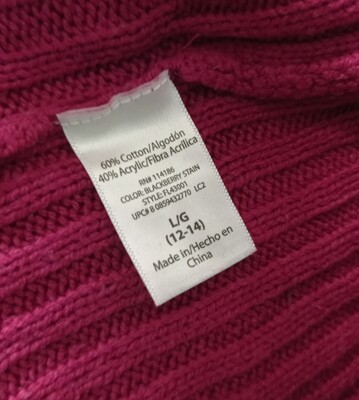 60% Cotton/Algodón
40% Acrylic/Fibra Acrílica
RN# 114186
COLOR: BLACKBERRY STAIN
STYLE: FL43001
UPC# 8 0859432770 LC2
L/G
(12-14)
Made in/Hecho en
China